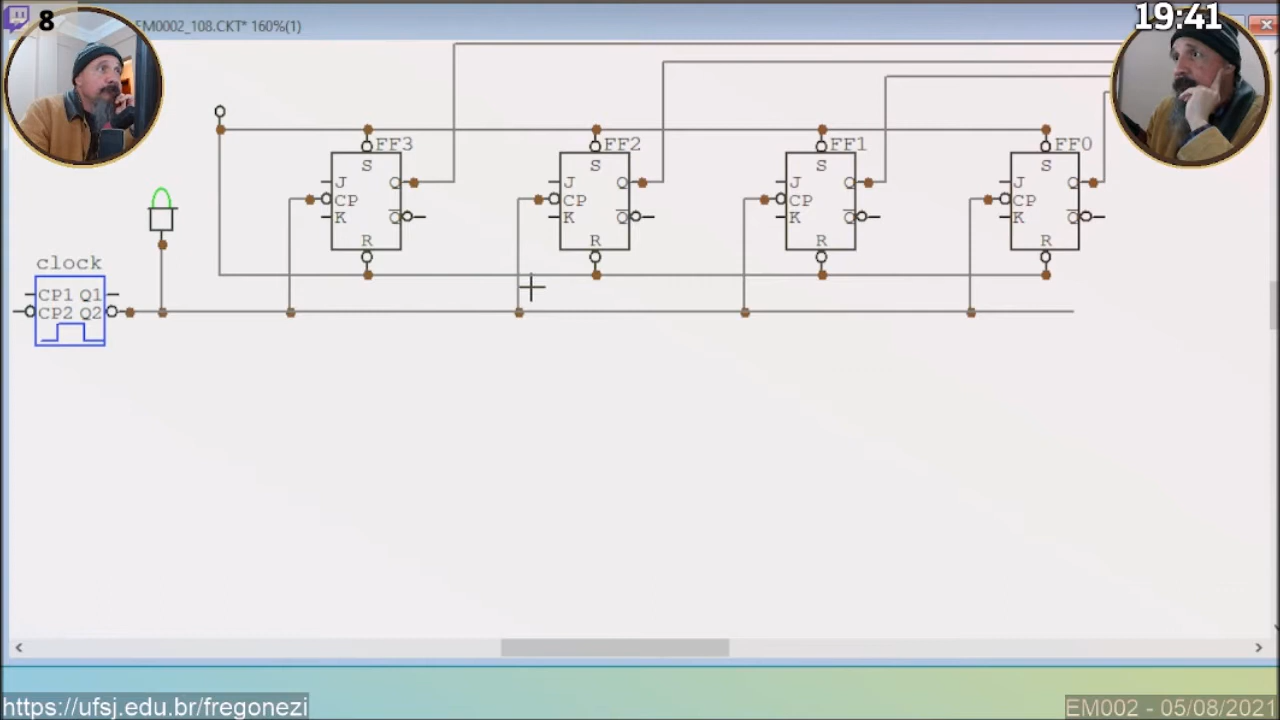 8
EM0002_108.CKT* 160%(1)
19:41
FF3
FF2
FF1
FF0
S
S
S
S
J
Q
J
Q
J
Q
J
Q
CP
CP
CP
CP
K
Q
K
Q
K
Q
K
Q
R
R
R
R
clock
CP1 Q1
CP2 Q2
https://ufsj.edu.br/fregonezi
EM002 - 05/08/2021